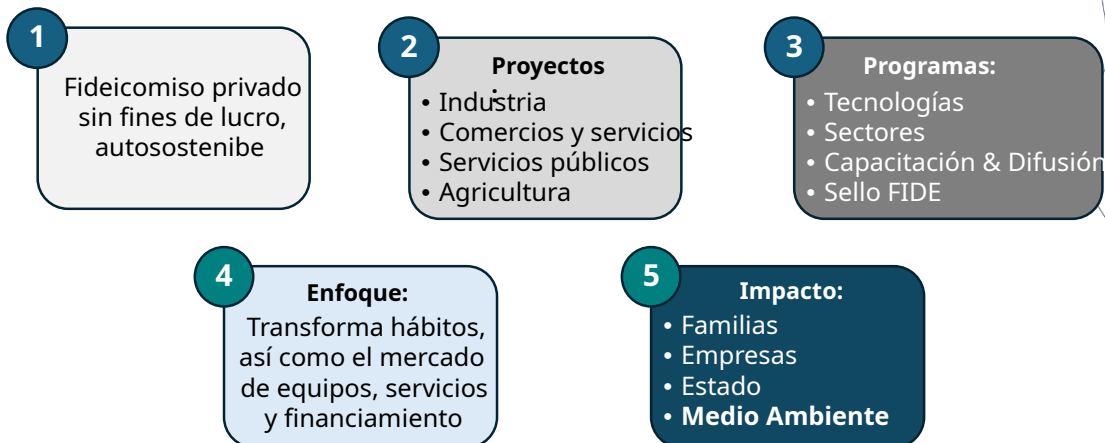 1
Fideicomiso privado
sin fines de lucro,
autosostenibe
2
Proyectos
:
• Industria
• Comercios y servicios
• Servicios públicos
• Agricultura
3
Programas:
• Tecnologías
• Sectores
• Capacitación & Difusión
• Sello FIDE
4
Enfoque:
Transforma hábitos,
así como el mercado
de equipos, servicios
y financiamiento
5
Impacto:
• Familias
• Empresas
• Estado
• Medio Ambiente